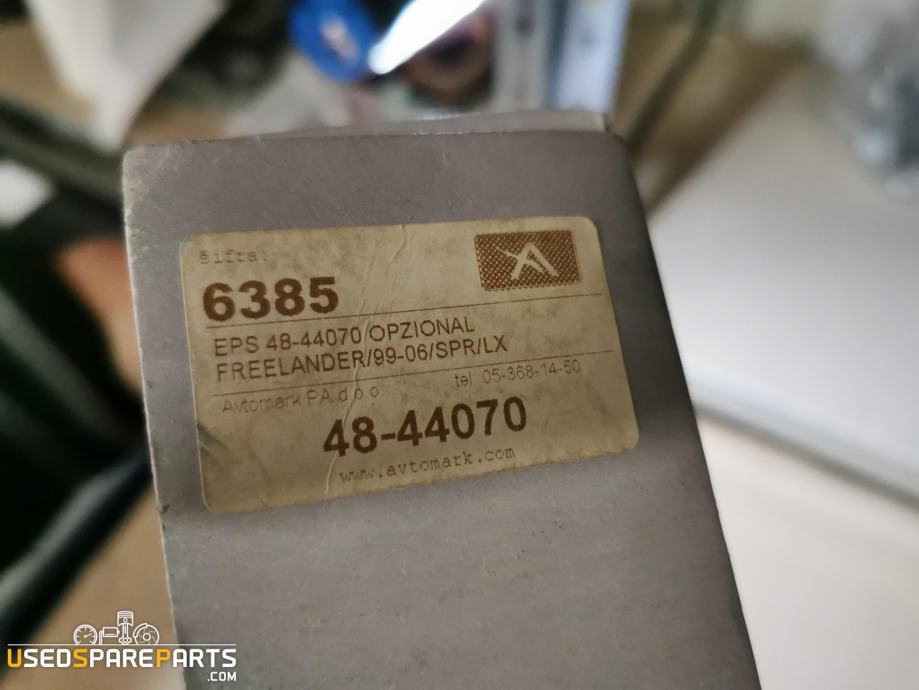 šifra:
6385
EPS 48-44070/OPZIONAL
FREELANDER/99-06/SPR/LX
Avtomark PA d o o. tel 05-368-14-50
48-44070
www.avtomark.com
USEDSPAREPARTS
.COM